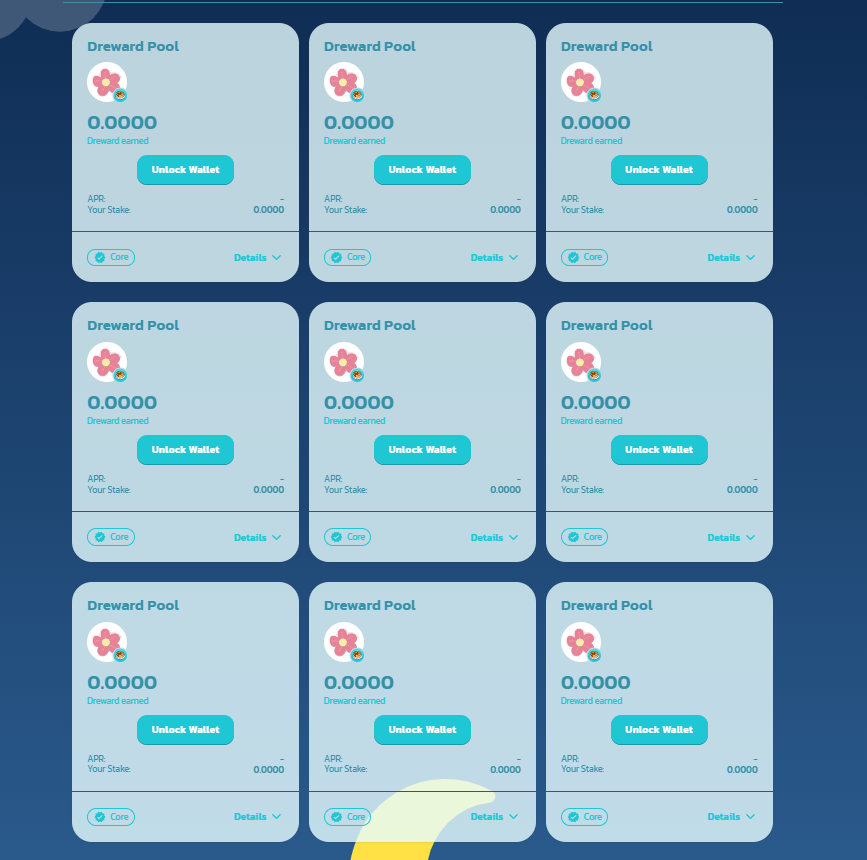 Dreward Pool
0.0000
Dreward earned
Unlock Wallet
APR: -
Your Stake: 0.0000
Core Details
Dreward Pool
0.0000
Dreward earned
Unlock Wallet
APR: -
Your Stake: 0.0000
Core Details
Dreward Pool
0.0000
Dreward earned
Unlock Wallet
APR: -
Your Stake: 0.0000
Core Details
Dreward Pool
0.0000
Dreward earned
Unlock Wallet
APR: -
Your Stake: 0.0000
Core Details
Dreward Pool
0.0000
Dreward earned
Unlock Wallet
APR: -
Your Stake: 0.0000
Core Details
Dreward Pool
0.0000
Dreward earned
Unlock Wallet
APR: -
Your Stake: 0.0000
Core Details
Dreward Pool
0.0000
Dreward earned
Unlock Wallet
APR: -
Your Stake: 0.0000
Core Details
Dreward Pool
0.0000
Dreward earned
Unlock Wallet
APR: -
Your Stake: 0.0000
Core Details
Dreward Pool
0.0000
Dreward earned
Unlock Wallet
APR: -
Your Stake: 0.0000
Core Details